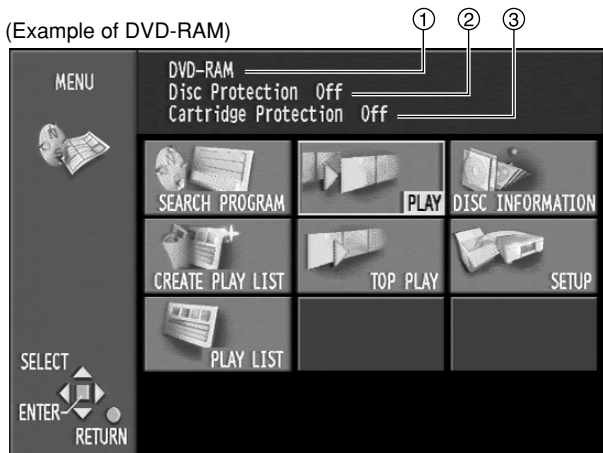 (Example of DVD-RAM)
① ② ③
MENU
DVD-RAM
Disc Protection Off
Cartridge Protection Off
SEARCH PROGRAM
PLAY
DISC INFORMATION
CREATE PLAY LIST
TOP PLAY
SETUP
PLAY LIST
SELECT
ENTER
RETURN